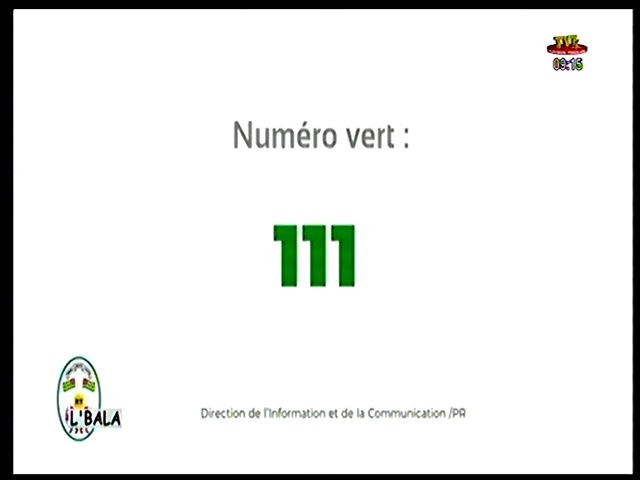 09:15
Numéro vert :
111
L'BALA
Direction de l'Information et de la Communication /PR